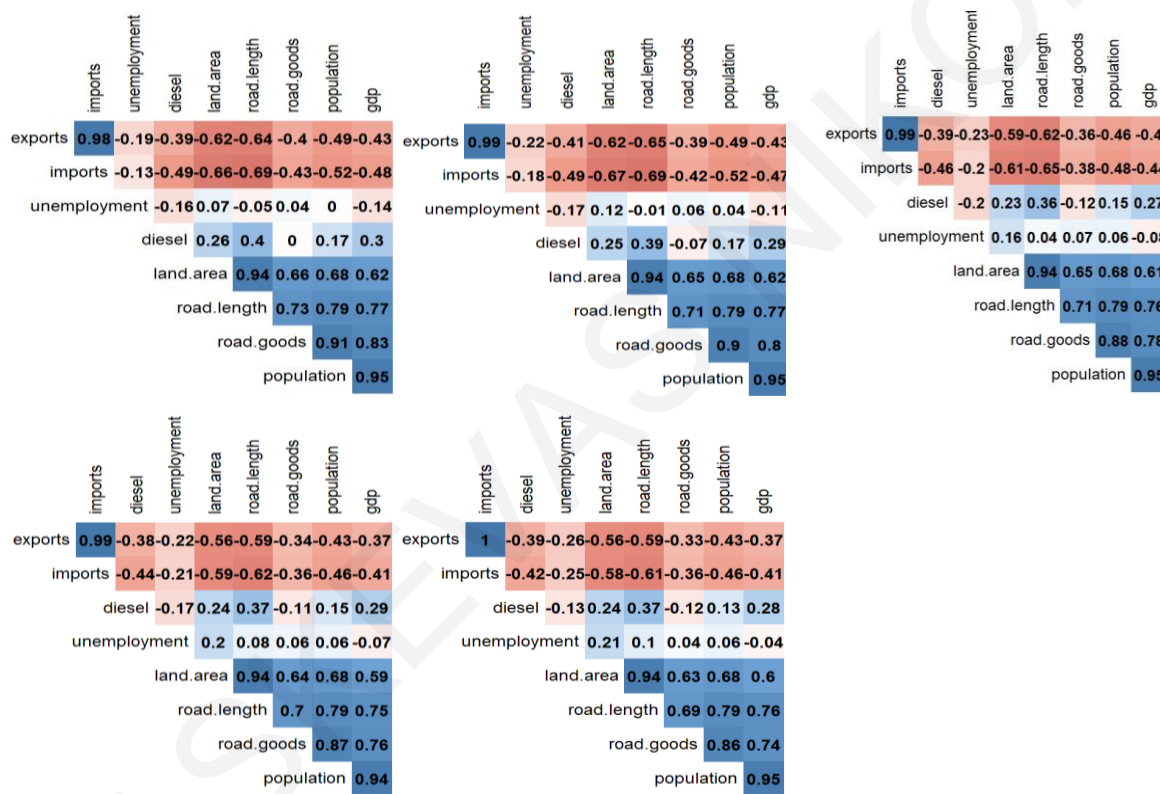 imports unemployment diesel land.area road.length road.goods population gdp
exports 0.98 -0.19 -0.39 -0.62 -0.64 -0.4 -0.49 -0.43
imports -0.13 -0.49 -0.66 -0.69 -0.43 -0.52 -0.48
unemployment -0.16 0.07 -0.05 0.04 0 -0.14
diesel 0.26 0.4 0 0.17 0.3
land.area 0.94 0.66 0.68 0.62
road.length 0.73 0.79 0.77
road.goods 0.91 0.83
population 0.95
imports unemployment diesel land.area road.length road.goods population gdp
exports 0.99 -0.22 -0.41 -0.62 -0.65 -0.39 -0.49 -0.43
imports -0.18 -0.49 -0.67 -0.69 -0.42 -0.52 -0.47
unemployment -0.17 0.12 -0.01 0.06 0.04 -0.11
diesel 0.25 0.39 -0.07 0.17 0.29
land.area 0.94 0.65 0.68 0.62
road.length 0.71 0.79 0.77
road.goods 0.9 0.8
population 0.95
imports diesel unemployment land.area road.length road.goods population gdp
exports 0.99 -0.39 -0.23 -0.59 -0.62 -0.36 -0.46 -0.4
imports -0.46 -0.2 -0.61 -0.65 -0.38 -0.48 -0.44
diesel -0.2 0.23 0.36 -0.12 0.15 0.27
unemployment 0.16 0.04 0.07 0.06 -0.08
land.area 0.94 0.65 0.68 0.61
road.length 0.71 0.79 0.76
road.goods 0.88 0.78
population 0.95
imports diesel unemployment land.area road.length road.goods population gdp
exports 0.99 -0.38 -0.22 -0.56 -0.59 -0.34 -0.43 -0.37
imports -0.44 -0.21 -0.59 -0.62 -0.36 -0.46 -0.41
diesel -0.17 0.24 0.37 -0.11 0.15 0.29
unemployment 0.2 0.08 0.06 0.06 -0.07
land.area 0.94 0.64 0.68 0.59
road.length 0.7 0.79 0.75
road.goods 0.87 0.76
population 0.94
imports diesel unemployment land.area road.length road.goods population gdp
exports 1 -0.39 -0.26 -0.56 -0.59 -0.33 -0.43 -0.37
imports -0.42 -0.25 -0.58 -0.61 -0.36 -0.46 -0.41
diesel -0.13 0.24 0.37 -0.12 0.13 0.28
unemployment 0.21 0.1 0.04 0.06 -0.04
land.area 0.94 0.63 0.68 0.6
road.length 0.69 0.79 0.76
road.goods 0.86 0.74
population 0.95
SKEVAS NIKO